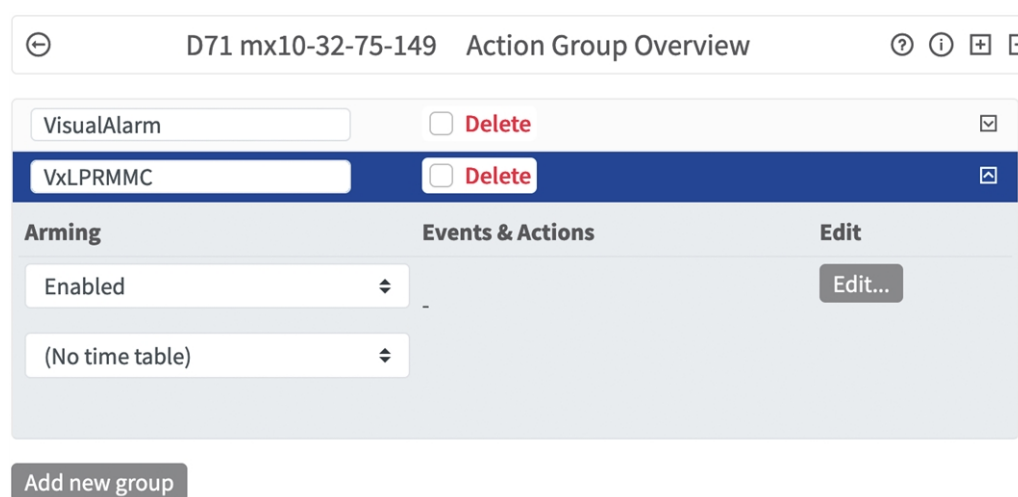 D71 mx10-32-75-149 Action Group Overview
VisualAlarm Delete
VxLPRMMC Delete
Arming Events & Actions Edit
Enabled - Edit...
(No time table)
Add new group